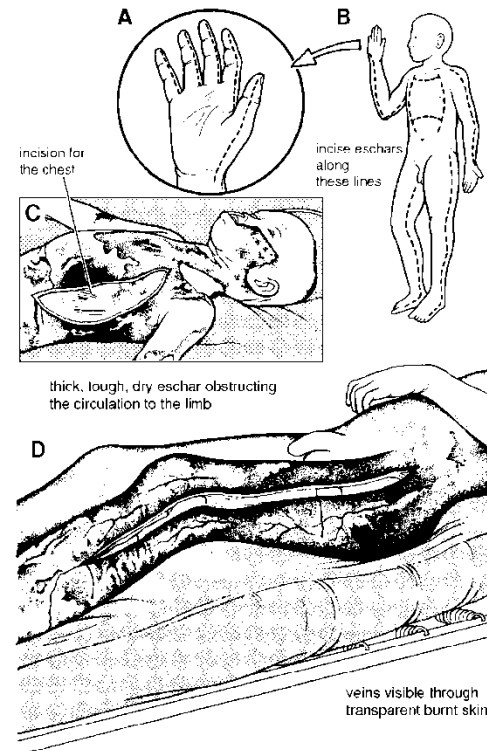 A
B
incision for
the chest
incise eschars
along
these lines
C
thick, lough, dry eschar obstructing
the circulation to the limb
D
veins visible through
transparent burnt skin